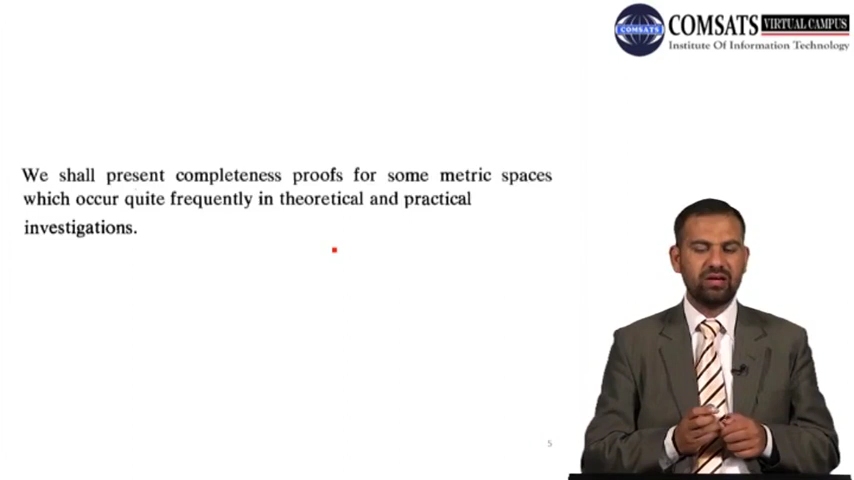 COMSATS VIRTUAL CAMPUS
Institute Of Information Technology
COMSATS
We shall present completeness proofs for some metric spaces
which occur quite frequently in theoretical and practical
investigations.
5